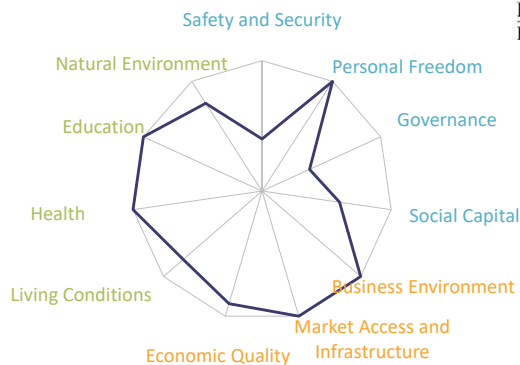 Safety and Security
Natural Environment
Personal Freedom
Education
Governance
Health
Social Capital
Living Conditions
Business Environment
Market Access and
Infrastructure
Economic Quality